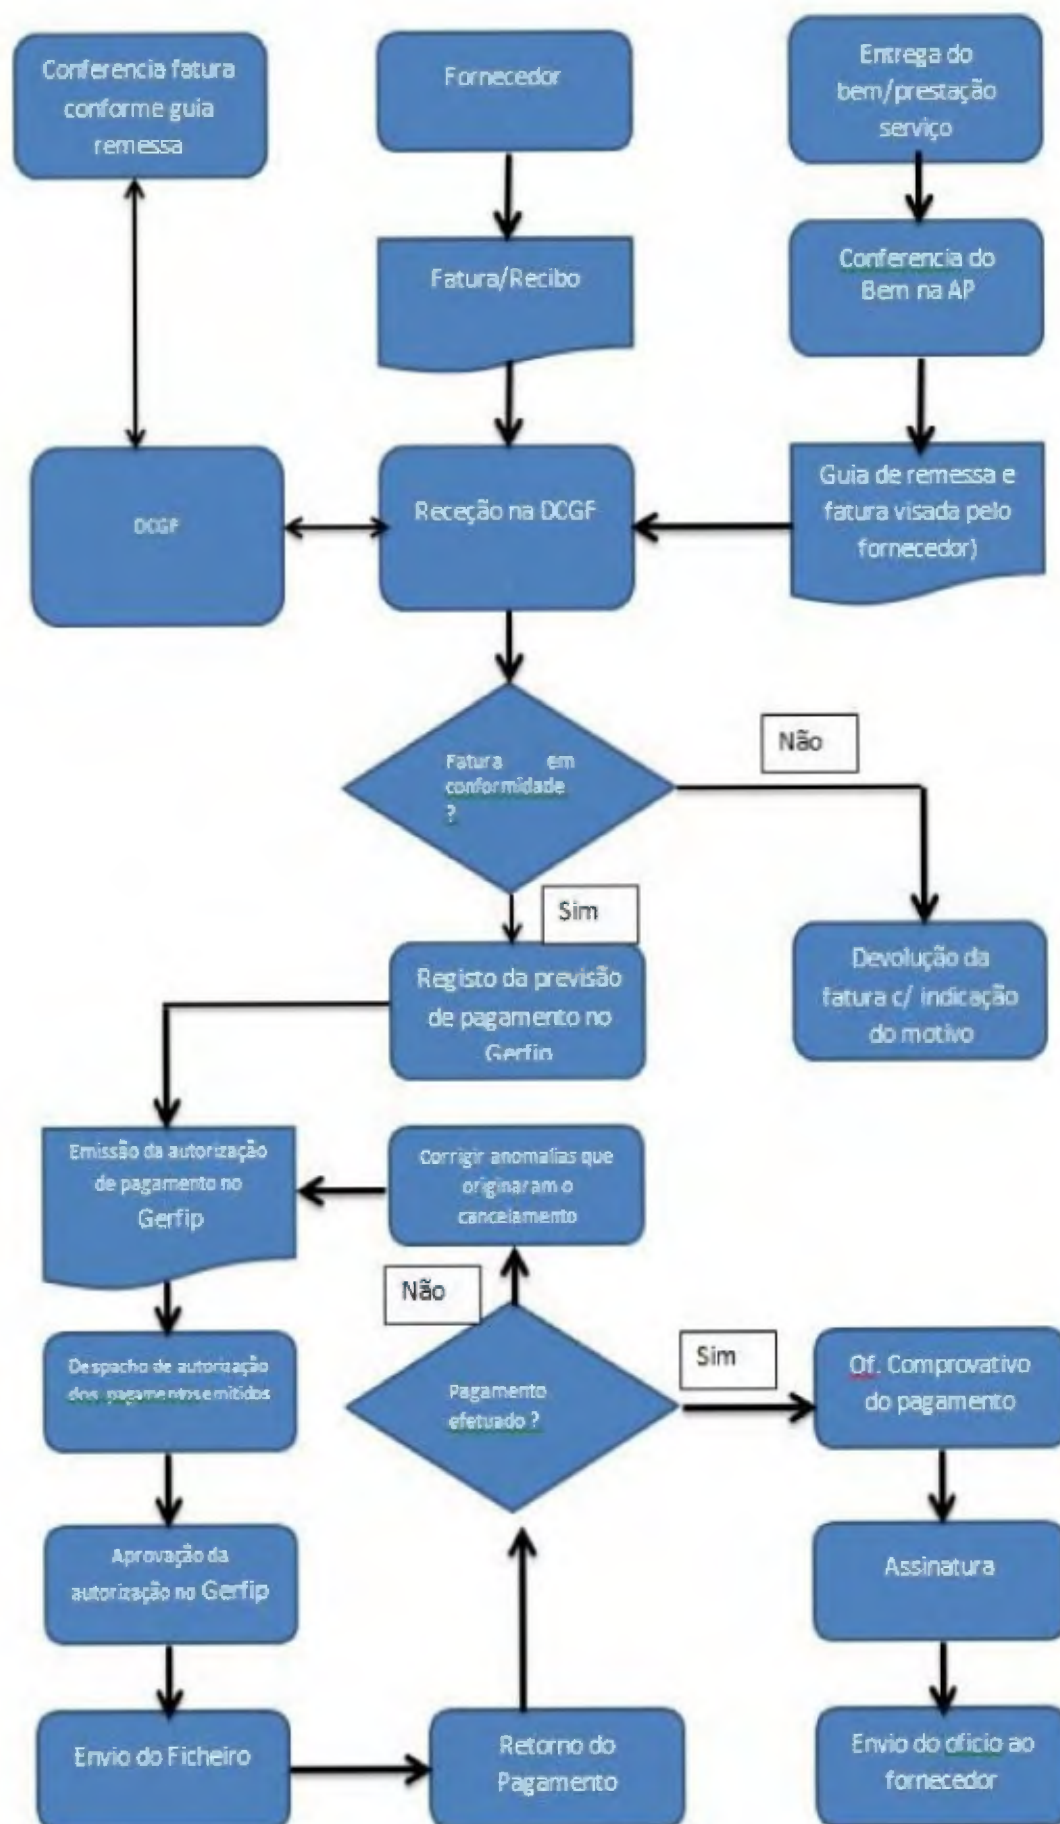 Conferencia fatura
conforme guia
remessa
Fornecedor
Entrega do
bem/prestação
serviço
Fatura/Recibo
Conferencia do
Bem na AP
DCGF
Receção na DCGF
Guia de remessa e
fatura visada pelo
fornecedor)
Fatura em
conformidade
?
Não
Sim
Registo da previsão
de pagamento no
Gerfip
Devolução da
fatura c/ indicação
do motivo
Emissão da autorização
de pagamento no
Gerfip
Corrigir anomalias que
originaram o
cancelamento
Não
Despacho de autorização
dos pagamentos emitidos
Pagamento
efetuado ?
Sim
Of. Comprovativo
do pagamento
Aprovação da
autorização no Gerfip
Assinatura
Envio do Ficheiro
Retorno do
Pagamento
Envio do oficio ao
fornecedor